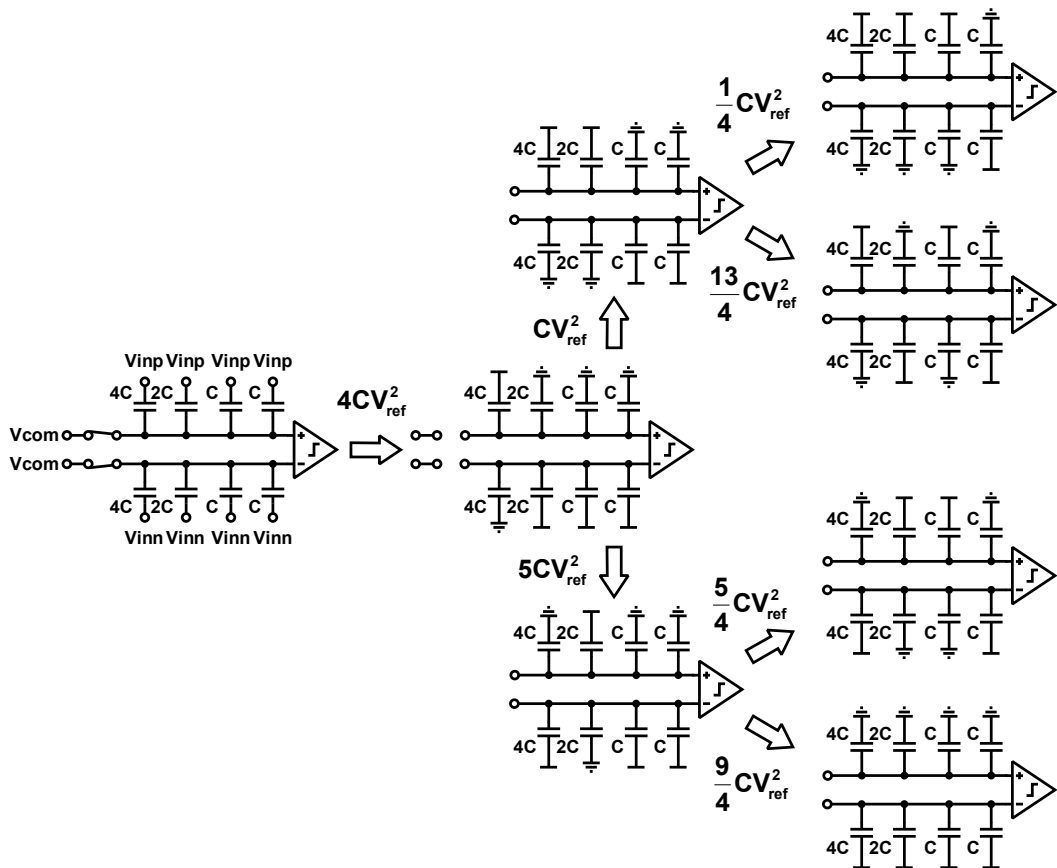 4C 2C C C
+
−
4C 2C C C
1/4 CV²ref
4C 2C C C
+
−
4C 2C C C
13/4 CV²ref
4C 2C C C
+
−
4C 2C C C
CV²ref
Vinp Vinp Vinp Vinp
4C 2C C C
Vcom +
Vcom −
4C 2C C C
Vinn Vinn Vinn Vinn
4CV²ref
4C 2C C C
+
−
4C 2C C C
5CV²ref
4C 2C C C
+
−
4C 2C C C
5/4 CV²ref
4C 2C C C
+
−
4C 2C C C
9/4 CV²ref
4C 2C C C
+
−
4C 2C C C